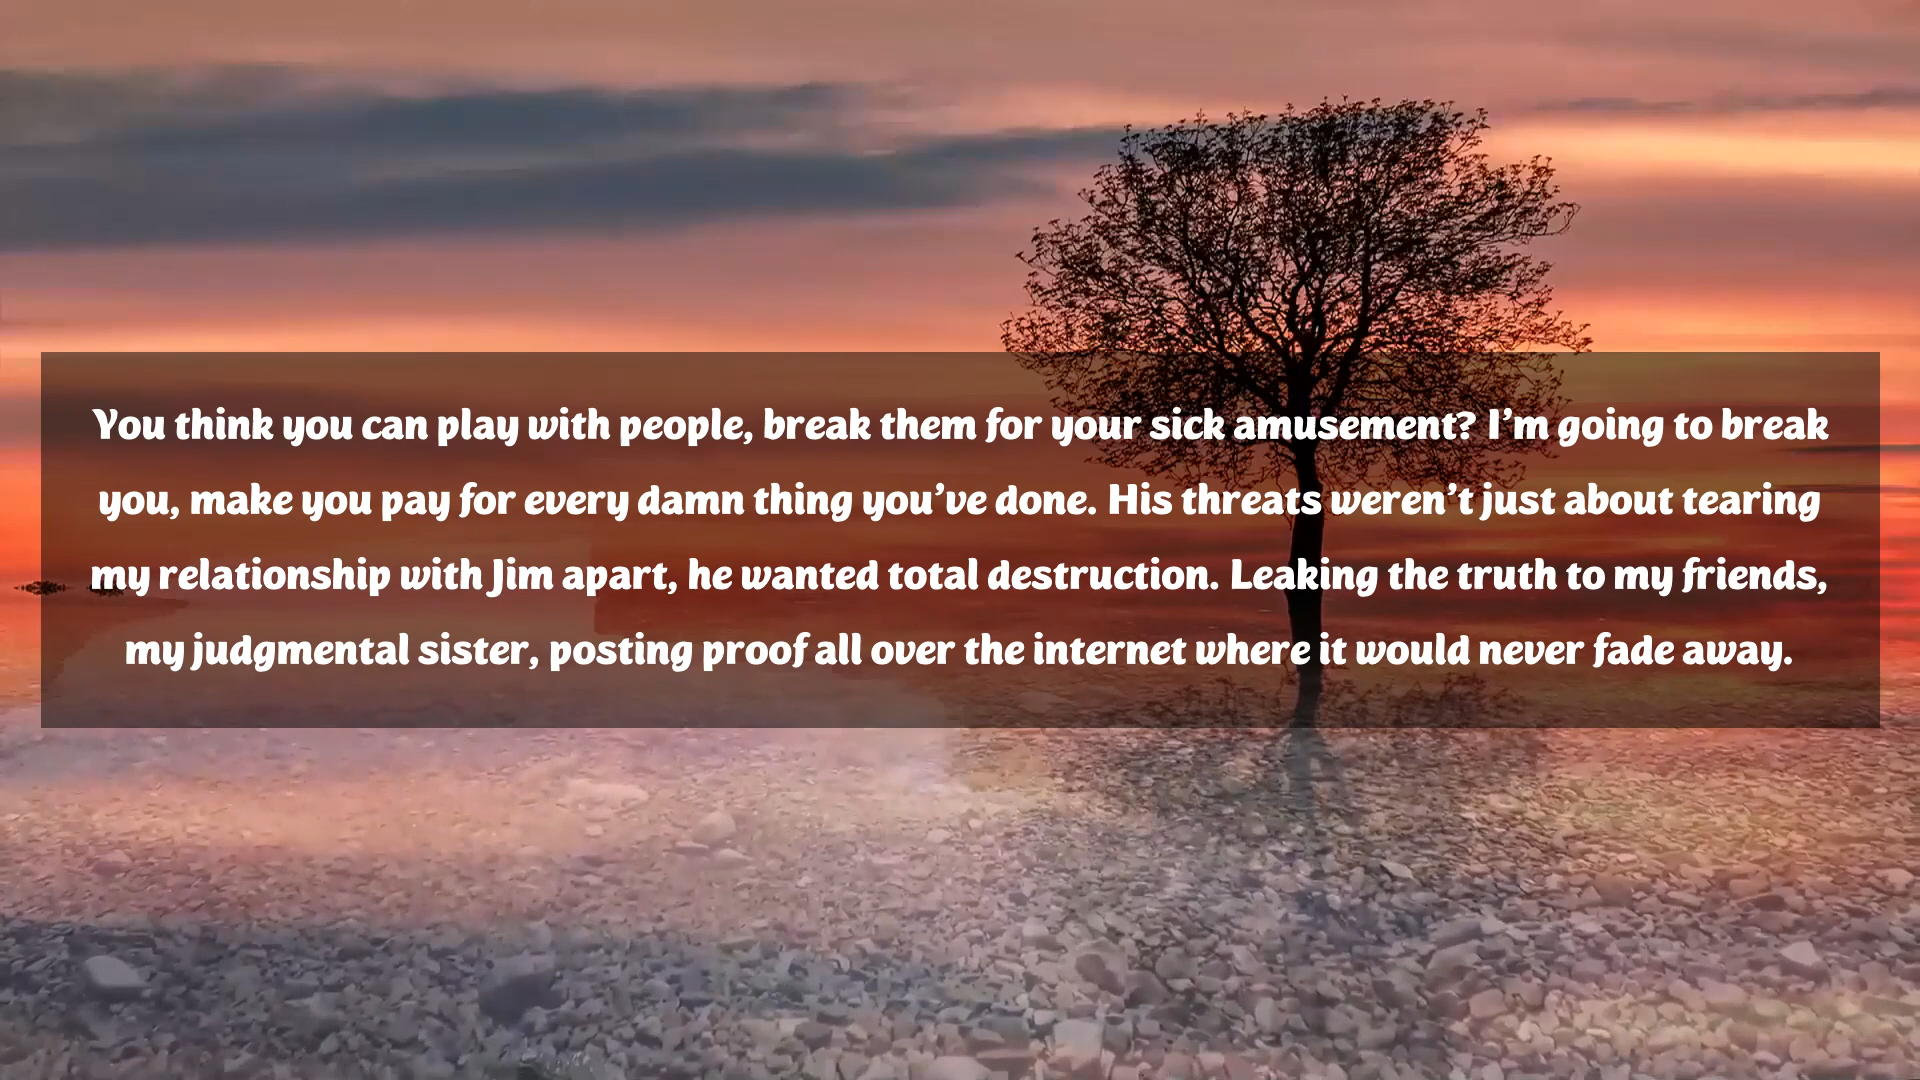 You think you can play with people, break them for your sick amusement? I’m going to break
you, make you pay for every damn thing you’ve done. His threats weren’t just about tearing
my relationship with Jim apart, he wanted total destruction. Leaking the truth to my friends,
my judgmental sister, posting proof all over the internet where it would never fade away.